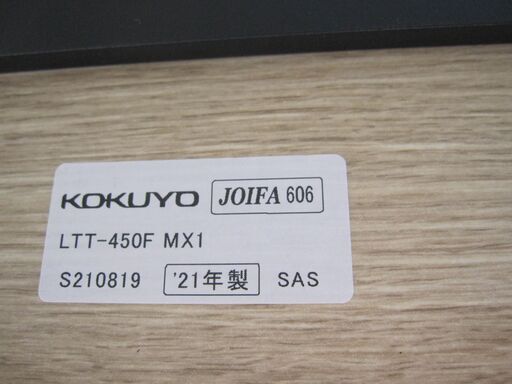 KOKUYO JOIFA 606
LTT-450F MX1
S210819 '21年製 SAS